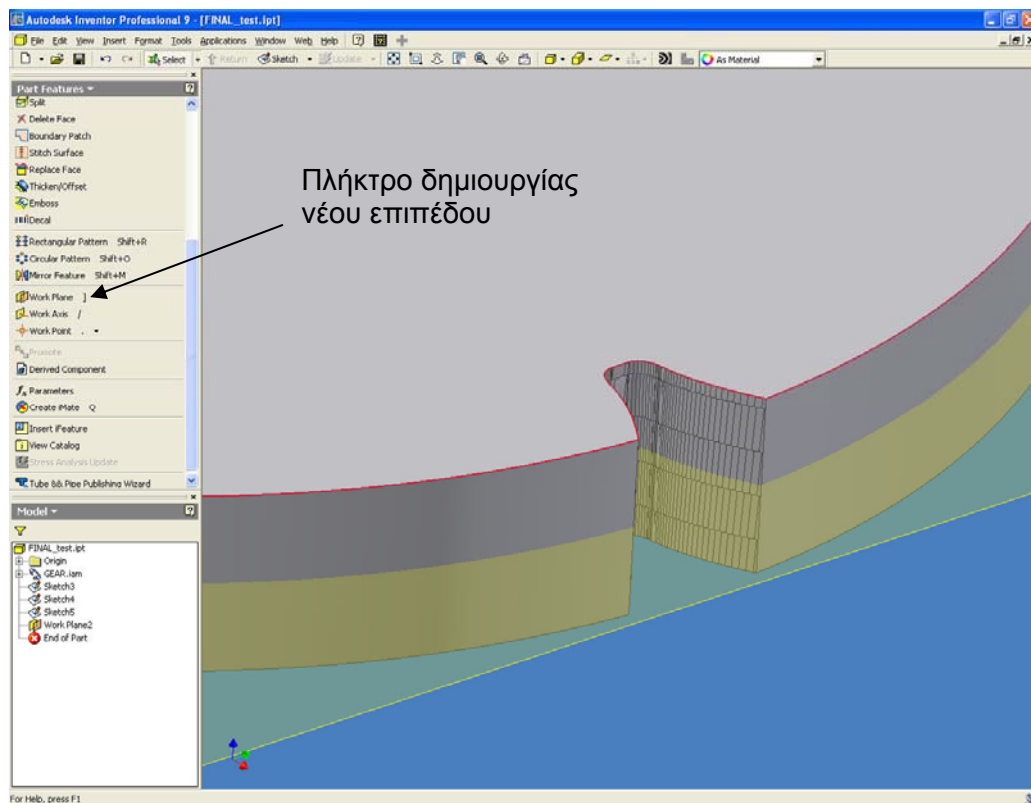 Autodesk Inventor Professional 9 - [FINAL_test.ipt]
File Edit View Insert Format Tools Applications Window Web Help
Select Return Sketch Update As Material
Part Features
Split
Delete Face
Boundary Patch
Stitch Surface
Replace Face
Thicken/Offset
Emboss
Decal
Rectangular Pattern Shift+R
Circular Pattern Shift+O
Mirror Feature Shift+M
Work Plane ]
Work Axis /
Work Point .
Promote
Derived Component
Parameters
Create iMate Q
Insert iFeature
View Catalog
Stress Analysis Update
Tube && Pipe Publishing Wizard
Πλήκτρο δημιουργίας
νέου επιπέδου
Model
FINAL_test.ipt
Origin
GEAR.iam
Sketch3
Sketch4
Sketch5
Work Plane2
End of Part
For Help, press F1